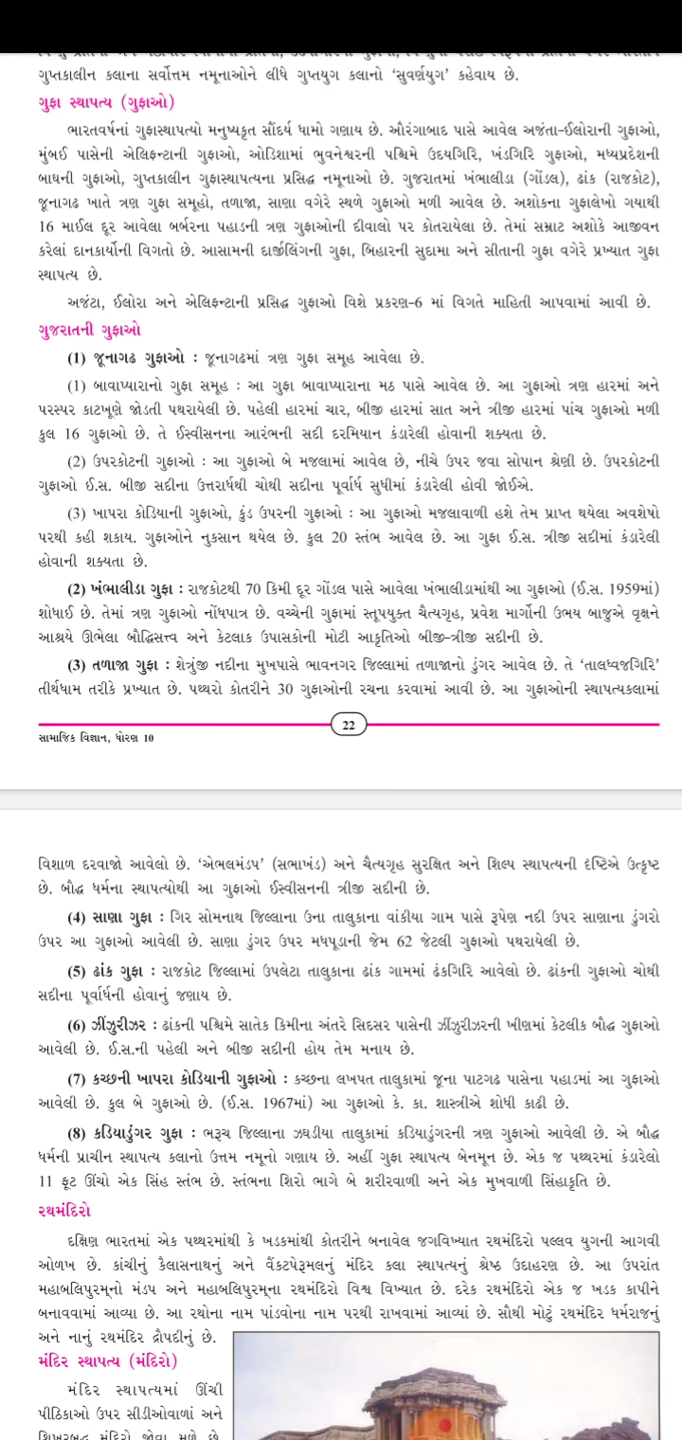 ગુપ્તકાલીન કલાના સર્વોત્તમ નમૂનાઓને લીધે ગુપ્તયુગ કલાનો 'સુવર્ણયુગ' કહેવાય છે.
ગુફા સ્થાપત્ય (ગુફાઓ)
ભારતવર્ષનાં ગુફાસ્થાપત્યો મનુષ્યકૃત સૌંદર્ય ધામો ગણાય છે. ઔરંગાબાદ પાસે આવેલ અજંતા-ઈલોરાની ગુફાઓ,
મુંબઈ પાસેની એલિફન્ટાની ગુફાઓ, ઓડિશામાં ભુવનેશ્વરની પશ્ચિમે ઉદયગિરિ, ખંડગિરિ ગુફાઓ, મધ્યપ્રદેશની
બાઘની ગુફાઓ, ગુપ્તકાલીન ગુફાસ્થાપત્યના પ્રસિદ્ધ નમૂનાઓ છે. ગુજરાતમાં ખંભાલીડા (ગોંડલ), ઢાંક (રાજકોટ),
જૂનાગઢ ખાતે ત્રણ ગુફા સમૂહો, તળાજા, સાણા વગેરે સ્થળે ગુફાઓ મળી આવેલ છે. અશોકના ગુફાલેખો ગયાથી
16 માઈલ દૂર આવેલા બર્બરના પહાડની ત્રણ ગુફાઓની દીવાલો પર કોતરાયેલા છે. તેમાં સમ્રાટ અશોકે આજીવન
કરેલાં દાનકાર્યોની વિગતો છે. આસામની દાર્જીલિંગની ગુફા, બિહારની સુદામા અને સીતાની ગુફા વગેરે પ્રખ્યાત ગુફા
સ્થાપત્ય છે.
અજંટા, ઈલોરા અને એલિફન્ટાની પ્રસિદ્ધ ગુફાઓ વિશે પ્રકરણ-6 માં વિગતે માહિતી આપવામાં આવી છે.
ગુજરાતની ગુફાઓ
(1) જૂનાગઢ ગુફાઓ : જૂનાગઢમાં ત્રણ ગુફા સમૂહ આવેલા છે.
(1) બાવાપ્યારાનો ગુફા સમૂહ : આ ગુફા બાવાપ્યારાના મઠ પાસે આવેલ છે. આ ગુફાઓ ત્રણ હારમાં અને
પરસ્પર કાટખૂણે જોડતી પથરાયેલી છે. પહેલી હારમાં ચાર, બીજી હારમાં સાત અને ત્રીજી હારમાં પાંચ ગુફાઓ મળી
કુલ 16 ગુફાઓ છે. તે ઈસ્વીસનના આરંભની સદી દરમિયાન કંડારેલી હોવાની શક્યતા છે.
(2) ઉપરકોટની ગુફાઓ : આ ગુફાઓ બે મજલામાં આવેલ છે, નીચે ઉપર જવા સોપાન શ્રેણી છે. ઉપરકોટની
ગુફાઓ ઈ.સ. બીજી સદીના ઉત્તરાર્ધથી ચોથી સદીના પૂર્વાર્ધ સુધીમાં કંડારેલી હોવી જોઈએ.
(3) ખાપરા કોડિયાની ગુફાઓ, કુંડ ઉપરની ગુફાઓ : આ ગુફાઓ મજલાવાળી હશે તેમ પ્રાપ્ત થયેલા અવશેષો
પરથી કહી શકાય. ગુફાઓને નુકસાન થયેલ છે. કુલ 20 સ્તંભ આવેલ છે. આ ગુફા ઈ.સ. ત્રીજી સદીમાં કંડારેલી
હોવાની શક્યતા છે.
(2) ખંભાલીડા ગુફા : રાજકોટથી 70 કિમી દૂર ગોંડલ પાસે આવેલા ખંભાલીડામાંથી આ ગુફાઓ (ઈ.સ. 1959માં)
શોધાઈ છે. તેમાં ત્રણ ગુફાઓ નોંધપાત્ર છે. વચ્ચેની ગુફામાં સ્તૂપયુક્ત ચૈત્યગૃહ, પ્રવેશ માર્ગોની ઉભય બાજુએ વૃક્ષને
આશ્રયે ઊભેલા બૌદ્ધિસત્ત્વ અને કેટલાક ઉપાસકોની મોટી આકૃતિઓ બીજી-ત્રીજી સદીની છે.
(3) તળાજા ગુફા : શેત્રુંજી નદીના મુખપાસે ભાવનગર જિલ્લામાં તળાજાનો ડુંગર આવેલ છે. તે 'તાલધ્વજગિરિ'
તીર્થધામ તરીકે પ્રખ્યાત છે. પથ્થરો કોતરીને 30 ગુફાઓની રચના કરવામાં આવી છે. આ ગુફાઓની સ્થાપત્યકલામાં
22
સામાજિક વિજ્ઞાન, ધોરણ 10
વિશાળ દરવાજો આવેલો છે. 'એભલમંડપ' (સભાખંડ) અને ચૈત્યગૃહ સુરક્ષિત અને શિલ્પ સ્થાપત્યની દૃષ્ટિએ ઉત્કૃષ્ટ
છે. બૌદ્ધ ધર્મના સ્થાપત્યોથી આ ગુફાઓ ઈસ્વીસનની ત્રીજી સદીની છે.
(4) સાણા ગુફા : ગિર સોમનાથ જિલ્લાના ઉના તાલુકાના વાંકીયા ગામ પાસે રૂપેણ નદી ઉપર સાણાના ડુંગરો
ઉપર આ ગુફાઓ આવેલી છે. સાણા ડુંગર ઉપર મધપૂડાની જેમ 62 જેટલી ગુફાઓ પથરાયેલી છે.
(5) ઢાંક ગુફા : રાજકોટ જિલ્લામાં ઉપલેટા તાલુકાના ઢાંક ગામમાં ઢંકગિરિ આવેલો છે. ઢાંકની ગુફાઓ ચોથી
સદીના પૂર્વાર્ધની હોવાનું જણાય છે.
(6) ઝીંઝુરીઝર : ઢાંકની પશ્ચિમે સાતેક કિમીના અંતરે સિદસર પાસેની ઝીંઝુરીઝરની ખીણમાં કેટલીક બૌદ્ધ ગુફાઓ
આવેલી છે. ઈ.સ.ની પહેલી અને બીજી સદીની હોય તેમ મનાય છે.
(7) કચ્છની ખાપરા કોડિયાની ગુફાઓ : કચ્છના લખપત તાલુકામાં જૂના પાટગઢ પાસેના પહાડમાં આ ગુફાઓ
આવેલી છે. કુલ બે ગુફાઓ છે. (ઈ.સ. 1967માં) આ ગુફાઓ કે. કા. શાસ્ત્રીએ શોધી કાઢી છે.
(8) કડિયાડુંગર ગુફા : ભરૂચ જિલ્લાના ઝઘડીયા તાલુકામાં કડિયાડુંગરની ત્રણ ગુફાઓ આવેલી છે. એ બૌદ્ધ
ધર્મની પ્રાચીન સ્થાપત્ય કલાનો ઉત્તમ નમૂનો ગણાય છે. અહીં ગુફા સ્થાપત્ય બેનમૂન છે. એક જ પથ્થરમાં કંડારેલો
11 ફૂટ ઊંચો એક સિંહ સ્તંભ છે. સ્તંભના શિરો ભાગે બે શરીરવાળી અને એક મુખવાળી સિંહાકૃતિ છે.
રથમંદિરો
દક્ષિણ ભારતમાં એક પથ્થરમાંથી કે ખડકમાંથી કોતરીને બનાવેલ જગવિખ્યાત રથમંદિરો પલ્લવ યુગની આગવી
ઓળખ છે. કાંચીનું કૈલાસનાથનું અને વૈંકટપેરૂમલનું મંદિર કલા સ્થાપત્યનું શ્રેષ્ઠ ઉદાહરણ છે. આ ઉપરાંત
મહાબલિપુરમ્‌નો મંડપ અને મહાબલિપુરમ્‌ના રથમંદિરો વિશ્વ વિખ્યાત છે. દરેક રથમંદિરો એક જ ખડક કાપીને
બનાવવામાં આવ્યા છે. આ રથોના નામ પાંડવોના નામ પરથી રાખવામાં આવ્યાં છે. સૌથી મોટું રથમંદિર ધર્મરાજનું
અને નાનું રથમંદિર દ્રૌપદીનું છે.
મંદિર સ્થાપત્ય (મંદિરો)
મંદિર સ્થાપત્યમાં ઊંચી
પીઠિકાઓ ઉપર સીડીઓવાળાં અને
શિખરબદ્ધ મંદિરો જોવા મળે છે.